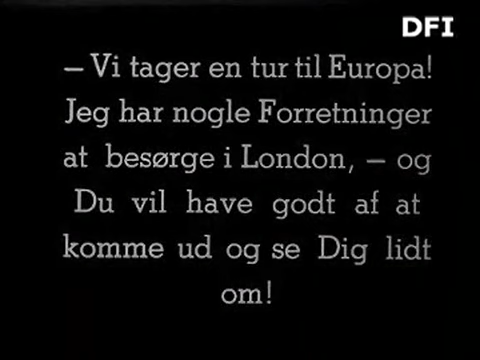 DFI
– Vi tager en tur til Europa!
Jeg har nogle Forretninger
at besørge i London, – og
Du vil have godt af at
komme ud og se Dig lidt
om!